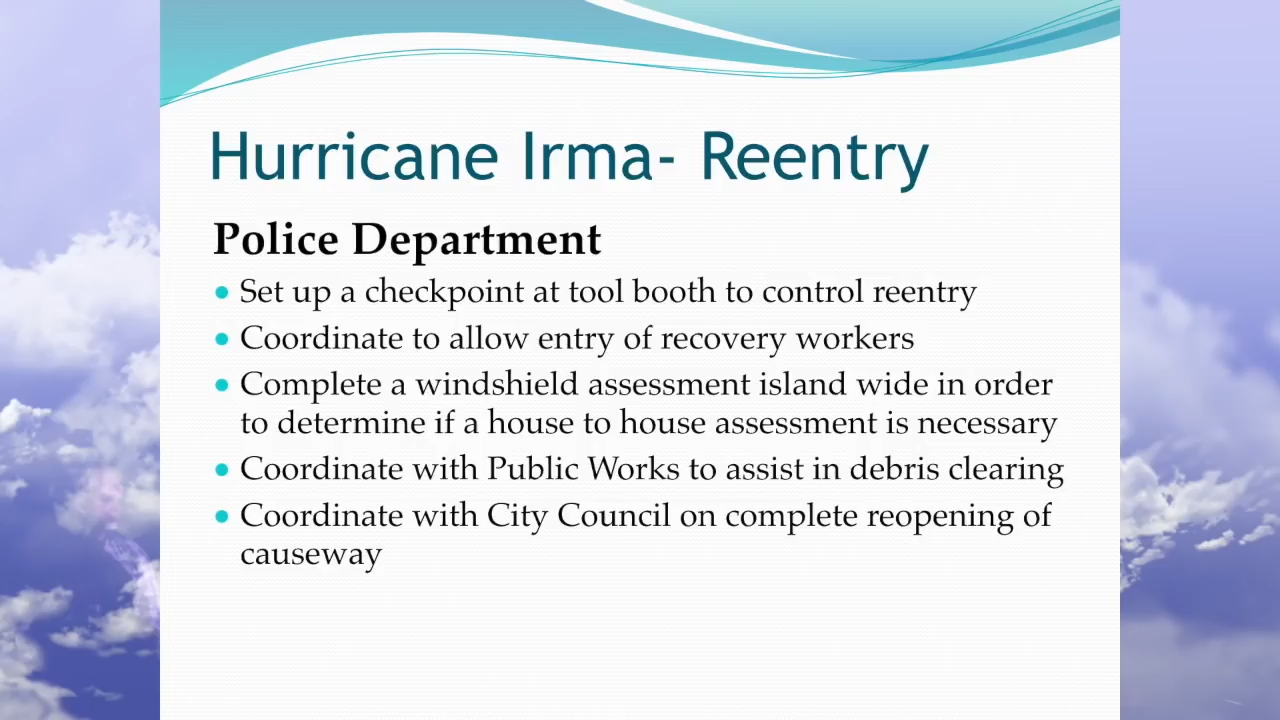 Hurricane Irma- Reentry
Police Department
• Set up a checkpoint at tool booth to control reentry
• Coordinate to allow entry of recovery workers
• Complete a windshield assessment island wide in order
to determine if a house to house assessment is necessary
• Coordinate with Public Works to assist in debris clearing
• Coordinate with City Council on complete reopening of
causeway